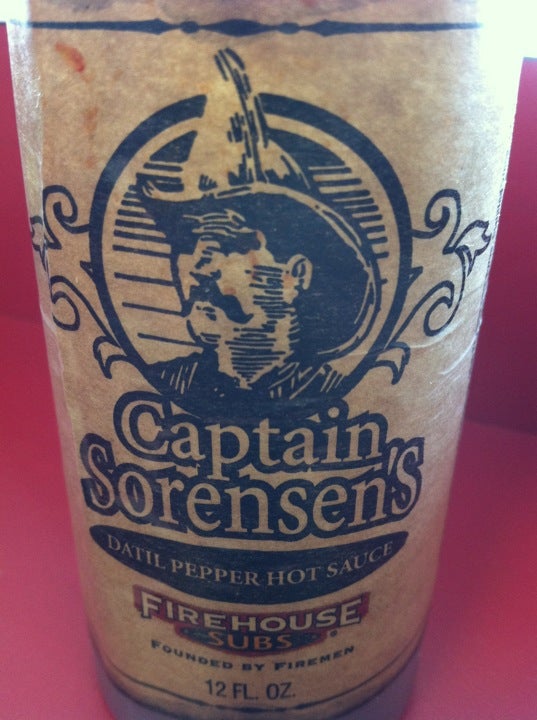 Captain
Sorensen's
DATIL PEPPER HOT SAUCE
FIREHOUSE
SUBS®
FOUNDED BY FIREMEN
12 FL. OZ.